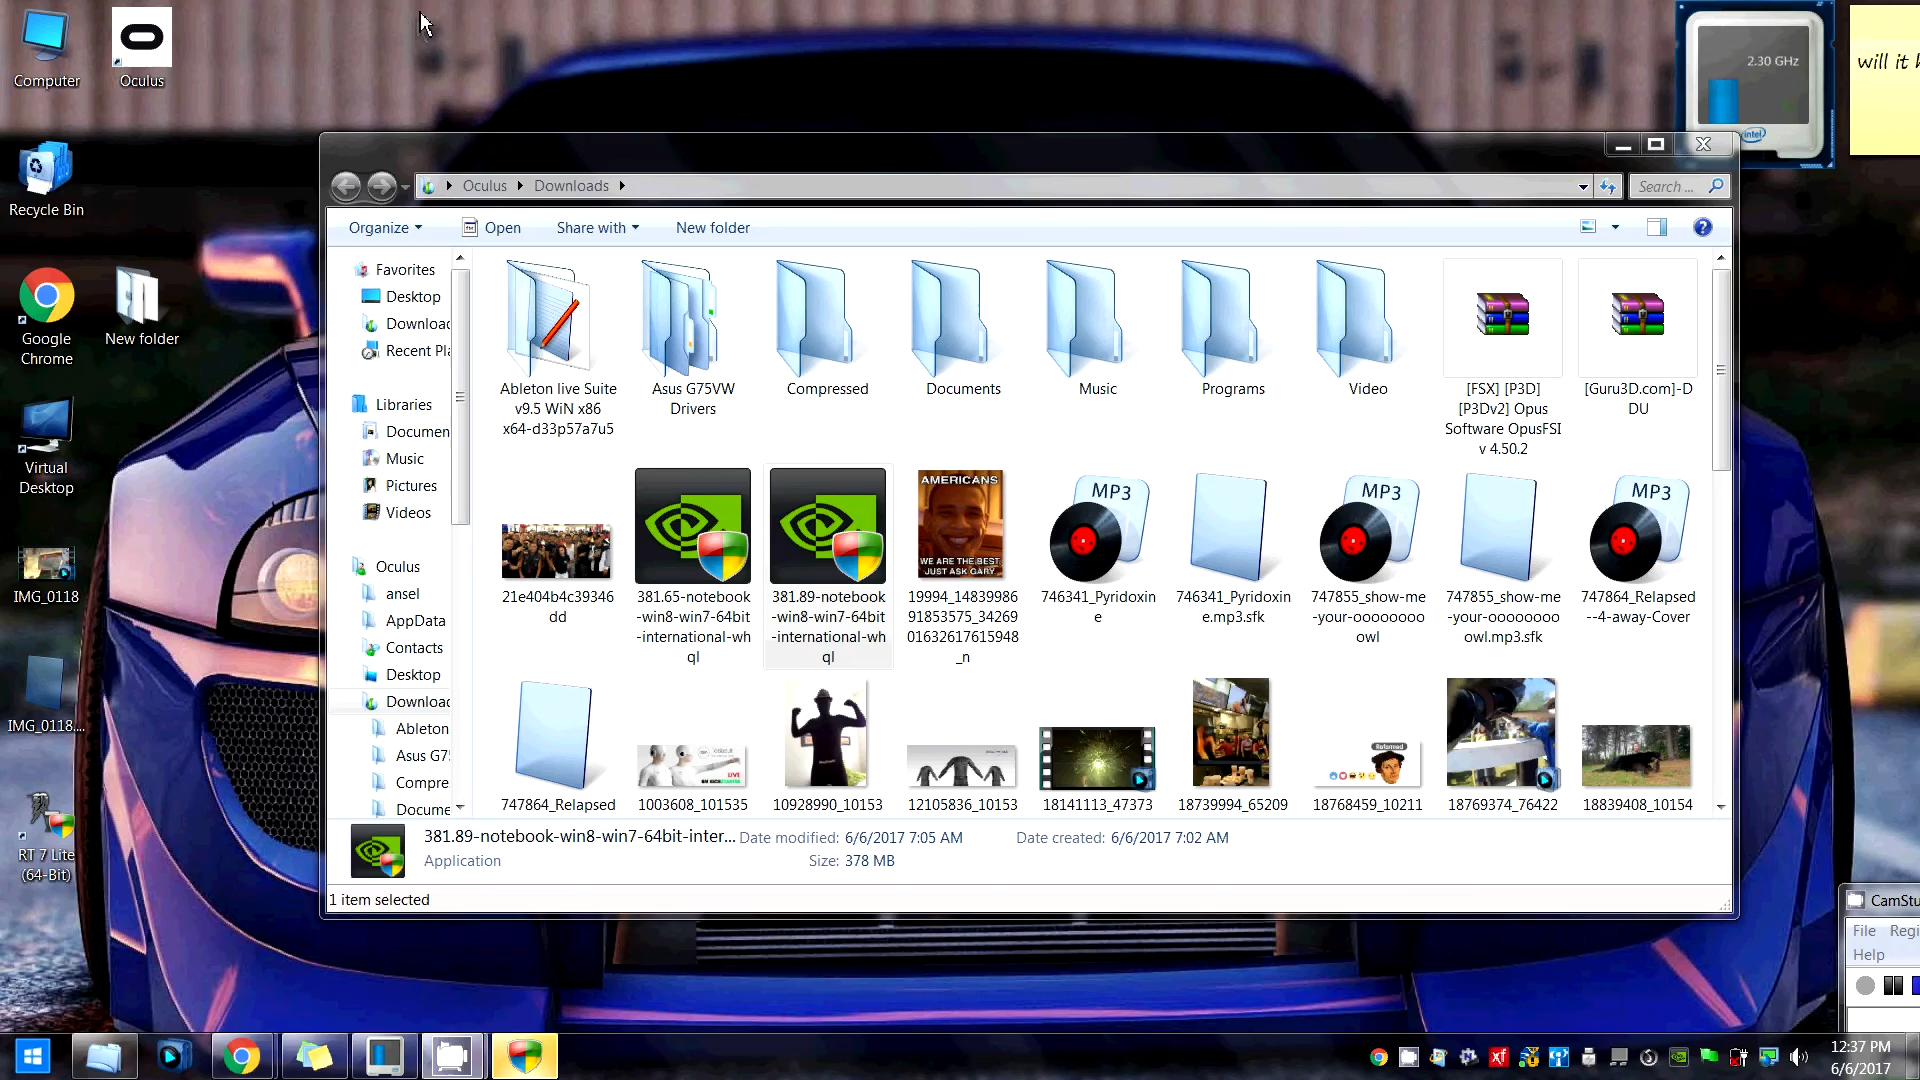 Computer
Oculus
Recycle Bin
Google
Chrome
New folder
Virtual
Desktop
IMG_0118
IMG_0118....
RT 7 Lite
(64-Bit)
2.30 GHz
intel
will it
Oculus
Downloads
Search ...
Organize
Open
Share with
New folder
Favorites
Desktop
Downloac
Recent Pla
Libraries
Documen
Music
Pictures
Videos
Oculus
ansel
AppData
Contacts
Desktop
Downloac
Ableton
Asus G7
Compre
Docume
Ableton live Suite
v9.5 WiN x86
x64-d33p57a7u5
Asus G75VW
Drivers
Compressed
Documents
Music
Programs
Video
[FSX] [P3D]
[P3Dv2] Opus
Software OpusFSI
v 4.50.2
[Guru3D.com]-D
DU
21e404b4c39346
dd
381.65-notebook
-win8-win7-64bit
-international-wh
ql
381.89-notebook
-win8-win7-64bit
-international-wh
ql
AMERICANS
WE ARE THE BEST.
JUST ASK GARY.
19994_14839986
91853575_34269
01632617615948
_n
MP3
746341_Pyridoxin
e
746341_Pyridoxin
e.mp3.sfk
MP3
747855_show-me
-your-oooooooo
owl
747855_show-me
-your-oooooooo
owl.mp3.sfk
MP3
747864_Relapsed
--4-away-Cover
747864_Relapsed
LIVE
1003608_101535
10928990_10153
12105836_10153
18141113_47373
18739994_65209
Reformed
18768459_10211
18769374_76422
18839408_10154
381.89-notebook-win8-win7-64bit-inter...
Date modified: 6/6/2017 7:05 AM
Date created: 6/6/2017 7:02 AM
Application
Size: 378 MB
1 item selected
CamStu
File Regi
Help
xf
12:37 PM
6/6/2017